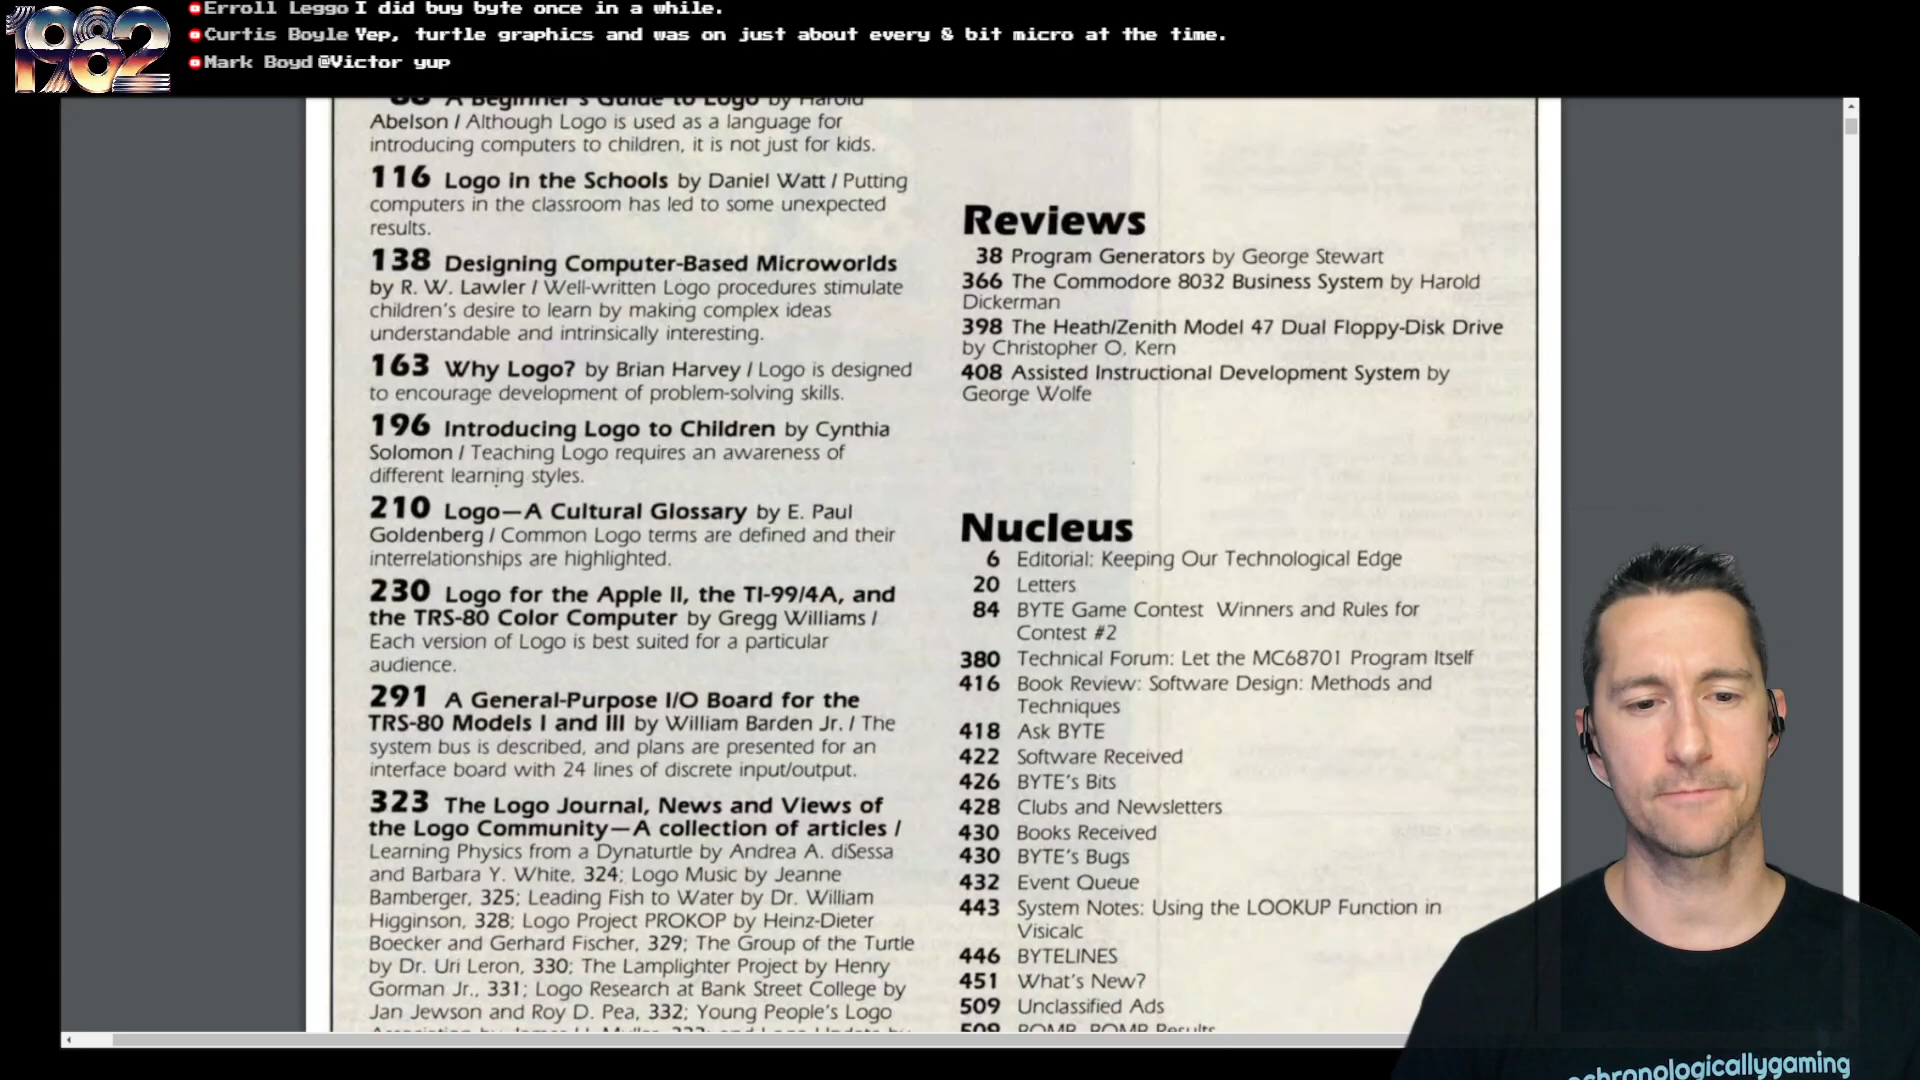 1982
Erroll Leggo I did buy byte once in a while.
Curtis Boyle Yep, turtle graphics and was on just about every 8 bit micro at the time.
Mark Boyd @Victor yup
88 A Beginner's Guide to Logo by Harold
Abelson / Although Logo is used as a language for
introducing computers to children, it is not just for kids.
116 Logo in the Schools by Daniel Watt / Putting
computers in the classroom has led to some unexpected
results.
138 Designing Computer-Based Microworlds
by R. W. Lawler / Well-written Logo procedures stimulate
children's desire to learn by making complex ideas
understandable and intrinsically interesting.
163 Why Logo? by Brian Harvey / Logo is designed
to encourage development of problem-solving skills.
196 Introducing Logo to Children by Cynthia
Solomon / Teaching Logo requires an awareness of
different learning styles.
210 Logo—A Cultural Glossary by E. Paul
Goldenberg / Common Logo terms are defined and their
interrelationships are highlighted.
230 Logo for the Apple II, the TI-99/4A, and
the TRS-80 Color Computer by Gregg Williams /
Each version of Logo is best suited for a particular
audience.
291 A General-Purpose I/O Board for the
TRS-80 Models I and III by William Barden Jr. / The
system bus is described, and plans are presented for an
interface board with 24 lines of discrete input/output.
323 The Logo Journal, News and Views of
the Logo Community—A collection of articles /
Learning Physics from a Dynaturtle by Andrea A. diSessa
and Barbara Y. White, 324; Logo Music by Jeanne
Bamberger, 325; Leading Fish to Water by Dr. William
Higginson, 328; Logo Project PROKOP by Heinz-Dieter
Boecker and Gerhard Fischer, 329; The Group of the Turtle
by Dr. Uri Leron, 330; The Lamplighter Project by Henry
Gorman Jr., 331; Logo Research at Bank Street College by
Jan Jewson and Roy D. Pea, 332; Young People's Logo
Reviews
38 Program Generators by George Stewart
366 The Commodore 8032 Business System by Harold
Dickerman
398 The Heath/Zenith Model 47 Dual Floppy-Disk Drive
by Christopher O. Kern
408 Assisted Instructional Development System by
George Wolfe
Nucleus
6 Editorial: Keeping Our Technological Edge
20 Letters
84 BYTE Game Contest Winners and Rules for
Contest #2
380 Technical Forum: Let the MC68701 Program Itself
416 Book Review: Software Design: Methods and
Techniques
418 Ask BYTE
422 Software Received
426 BYTE's Bits
428 Clubs and Newsletters
430 Books Received
430 BYTE's Bugs
432 Event Queue
443 System Notes: Using the LOOKUP Function in
Visicalc
446 BYTELINES
451 What's New?
509 Unclassified Ads
509 BOMB, BOMB Results
chronologicallygaming